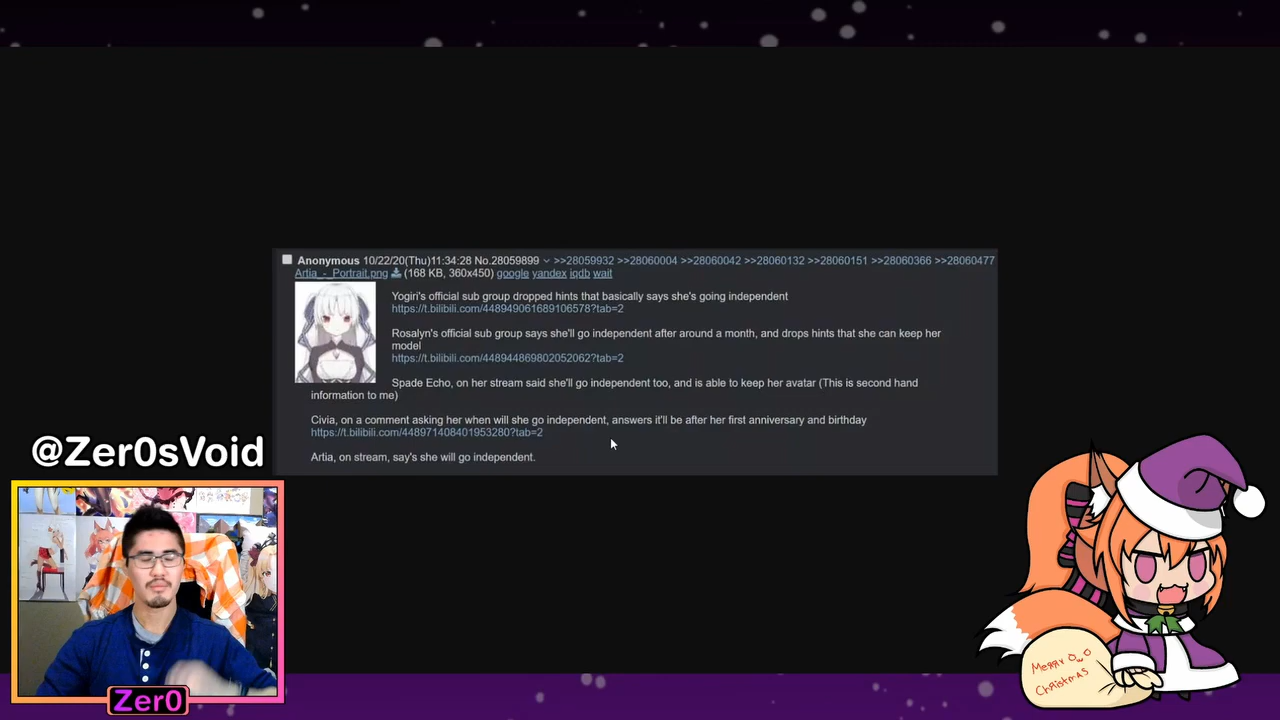 Anonymous 10/22/20(Thu)11:34:28 No.28059899 >>28059932 >>28060004 >>28060042 >>28060132 >>28060151 >>28060366 >>28060477
Artia_-_Portrait.png (168 KB, 360x450) google yandex iqdb wait
Yogiri's official sub group dropped hints that basically says she's going independent
https://t.bilibili.com/448949061689106578?tab=2
Rosalyn's official sub group says she'll go independent after around a month, and drops hints that she can keep her
model
https://t.bilibili.com/448944869802052062?tab=2
Spade Echo, on her stream said she'll go independent too, and is able to keep her avatar (This is second hand
information to me)
Civia, on a comment asking her when will she go independent, answers it'll be after her first anniversary and birthday
https://t.bilibili.com/448971408401953280?tab=2
Artia, on stream, say's she will go independent.
@Zer0sVoid
Zer0
Merry OwO
Christmas